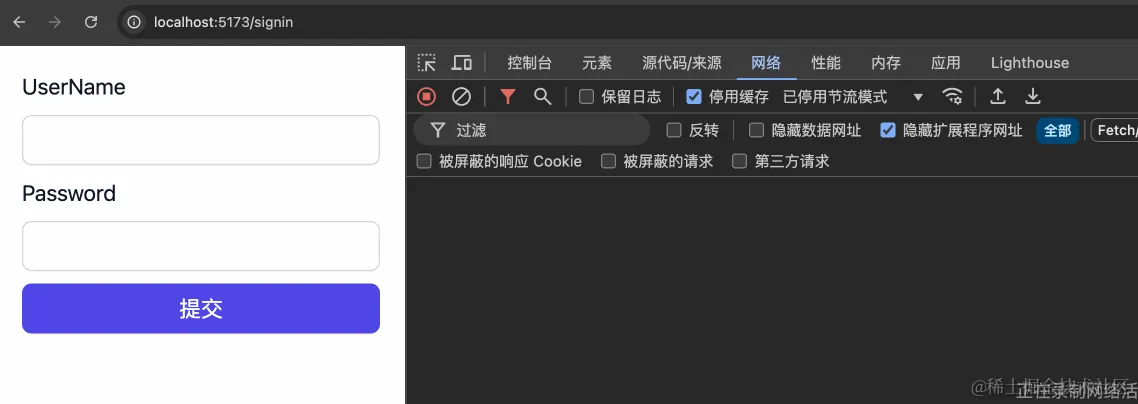 localhost:5173/signin
UserName
Password
提交
控制台 元素 源代码/来源 网络 性能 内存 应用 Lighthouse
保留日志 停用缓存 已停用节流模式
过滤 反转 隐藏数据网址 隐藏扩展程序网址 全部 Fetch/
被屏蔽的响应 Cookie 被屏蔽的请求 第三方请求
@稀土掘金技术社区
正在录制网络活